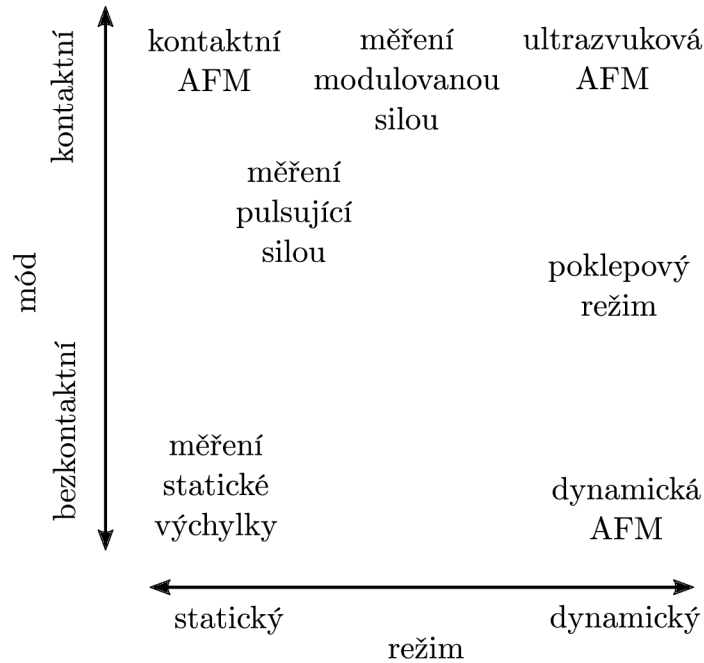 kontaktní
AFM
měření
modulovanou
silou
ultrazvuková
AFM
měření
pulsující
silou
poklepový
režim
měření
statické
výchylky
dynamická
AFM
kontaktní
mód
bezkontaktní
statický
dynamický
režim